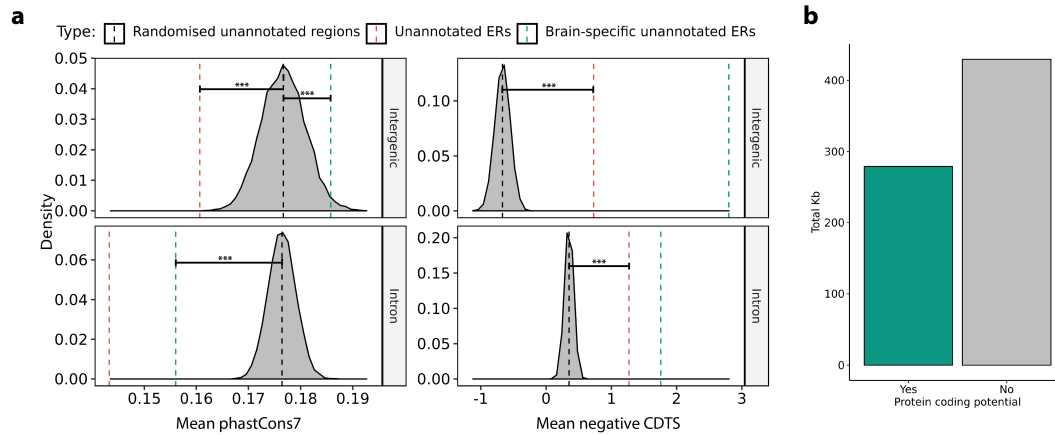 a
Type: Randomised unannotated regions Unannotated ERs Brain-specific unannotated ERs
Density
0.05
0.04
0.03
0.02
0.01
0.00
***
***
Intergenic
0.10
0.05
0.00
***
Intergenic
0.06
0.04
0.02
0.00
***
Intron
0.20
0.15
0.10
0.05
0.00
***
Intron
0.15 0.16 0.17 0.18 0.19
Mean phastCons7
-1 0 1 2 3
Mean negative CDTS
b
Total Kb
400
300
200
100
0
Yes No
Protein coding potential